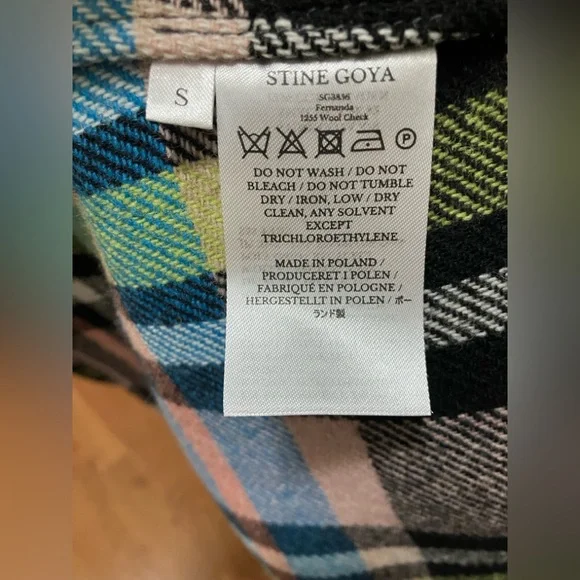 STINE GOYA
S
Fernanda
1255 Wool Check
P
DO NOT WASH / DO NOT
BLEACH / DO NOT TUMBLE
DRY / IRON, LOW / DRY
CLEAN, ANY SOLVENT
EXCEPT
TRICHLOROETHYLENE
MADE IN POLAND /
PRODUCERET I POLEN /
FABRIQUÉ EN POLOGNE /
HERGESTELLT IN POLEN / ポー
ランド製